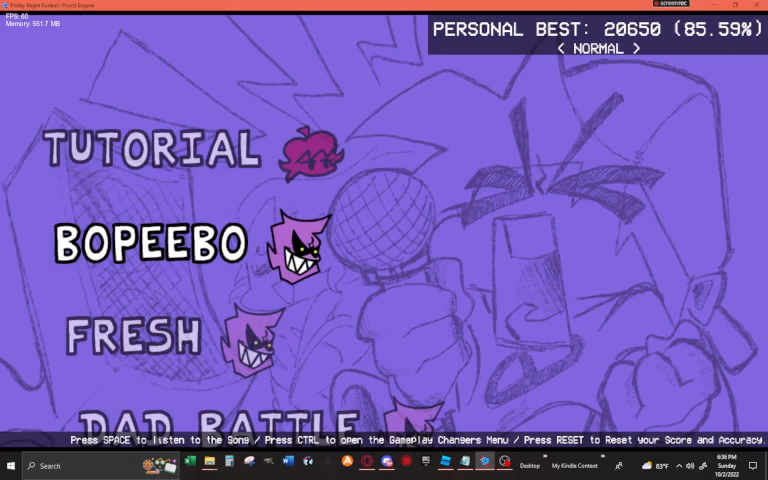 Friday Night Funkin': Psych Engine
screenrec
FPS: 60
Memory: 551.7 MB
PERSONAL BEST: 20650 (85.59%)
< NORMAL >
TUTORIAL
BOPEEBO
FRESH
DAD BATTLE
Press SPACE to listen to the Song / Press CTRL to open the Gameplay Changers Menu / Press RESET to Reset your Score and Accuracy.
Search
EPIC
Desktop
My Kindle Content
83°F
6:38 PM
Sunday
10/2/2022